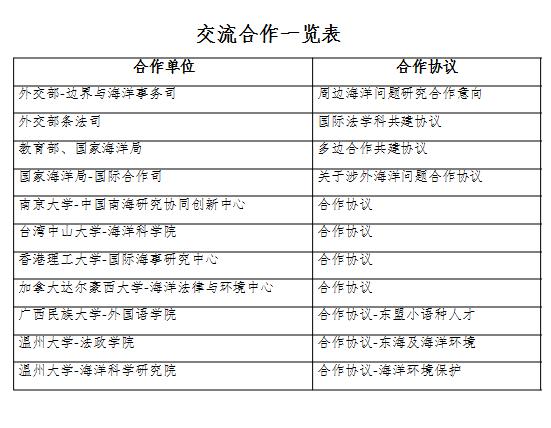 交流合作一览表
合作单位 合作协议
外交部-边界与海洋事务司 周边海洋问题研究合作意向
外交部条法司 国际法学科共建协议
教育部、国家海洋局 多边合作共建协议
国家海洋局-国际合作司 关于涉外海洋问题合作协议
南京大学-中国南海研究协同创新中心 合作协议
台湾中山大学-海洋科学院 合作协议
香港理工大学-国际海事研究中心 合作协议
加拿大达尔豪西大学-海洋法律与环境中心 合作协议
广西民族大学-外国语学院 合作协议-东盟小语种人才
温州大学-法政学院 合作协议-东海及海洋环境
温州大学-海洋科学研究院 合作协议-海洋环境保护